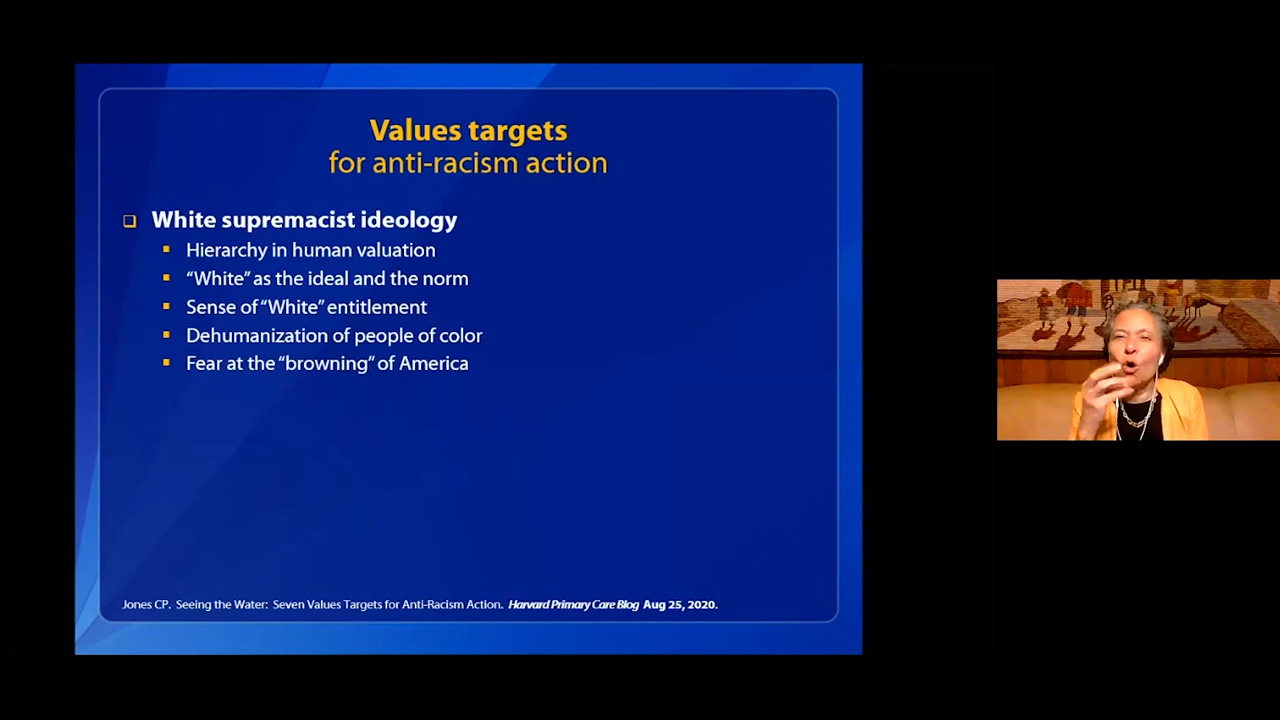 Values targets
for anti-racism action
❑ White supremacist ideology
▪ Hierarchy in human valuation
▪ “White” as the ideal and the norm
▪ Sense of “White” entitlement
▪ Dehumanization of people of color
▪ Fear at the “browning” of America
Jones CP. Seeing the Water: Seven Values Targets for Anti-Racism Action. Harvard Primary Care Blog Aug 25, 2020.